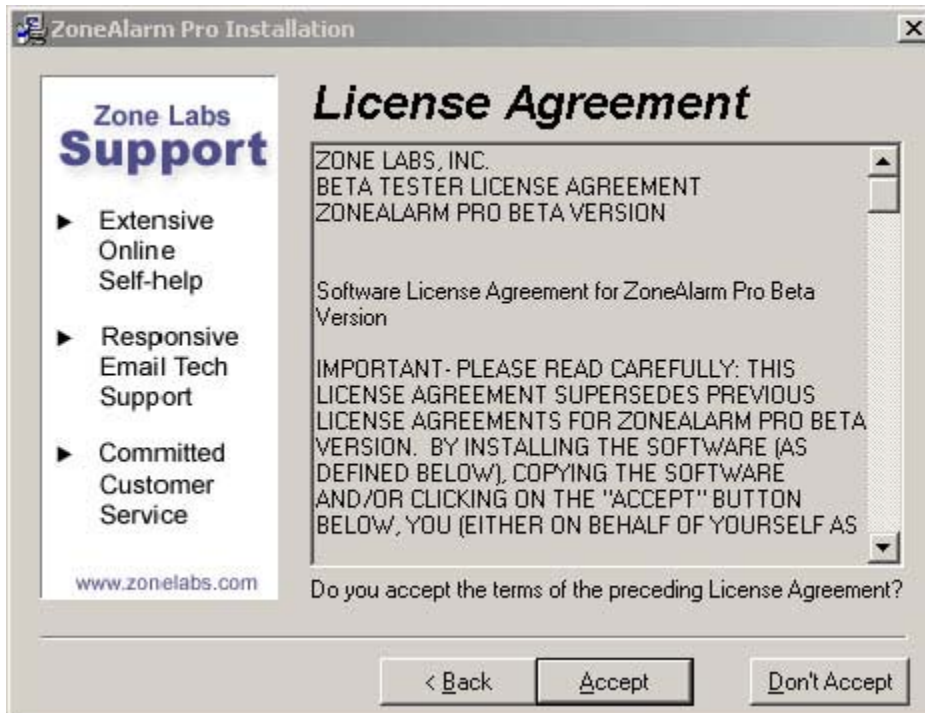 ZoneAlarm Pro Installation
Zone Labs
Support
Extensive
Online
Self-help
Responsive
Email Tech
Support
Committed
Customer
Service
www.zonelabs.com
License Agreement
ZONE LABS, INC.
BETA TESTER LICENSE AGREEMENT
ZONEALARM PRO BETA VERSION
Software License Agreement for ZoneAlarm Pro Beta
Version
IMPORTANT- PLEASE READ CAREFULLY: THIS
LICENSE AGREEMENT SUPERSEDES PREVIOUS
LICENSE AGREEMENTS FOR ZONEALARM PRO BETA
VERSION.  BY INSTALLING THE SOFTWARE (AS
DEFINED BELOW), COPYING THE SOFTWARE
AND/OR CLICKING ON THE "ACCEPT" BUTTON
BELOW, YOU (EITHER ON BEHALF OF YOURSELF AS
Do you accept the terms of the preceding License Agreement?
< Back
Accept
Don't Accept